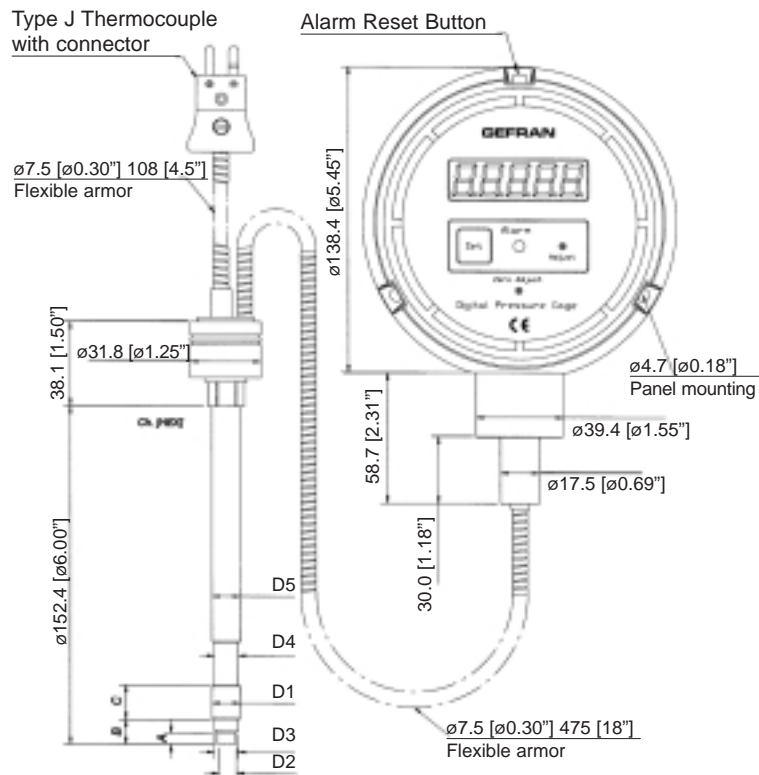 Type J Thermocouple
with connector
Alarm Reset Button
ø7.5 [ø0.30”] 108 [4.5”]
Flexible armor
GEFRAN
ø138.4 [ø5.45”]
Alarm
Zero Adjust
Digital Pressure Gage
CE
38.1 [1.50”]
ø31.8 [ø1.25”]
ø4.7 [ø0.18”]
Panel mounting
Ch. [HEX]
58.7 [2.31”]
ø39.4 [ø1.55”]
ø17.5 [ø0.69”]
30.0 [1.18”]
ø152.4 [ø6.00”]
D5
D4
D1
C
B
A
D3
D2
ø7.5 [ø0.30”] 475 [18”]
Flexible armor